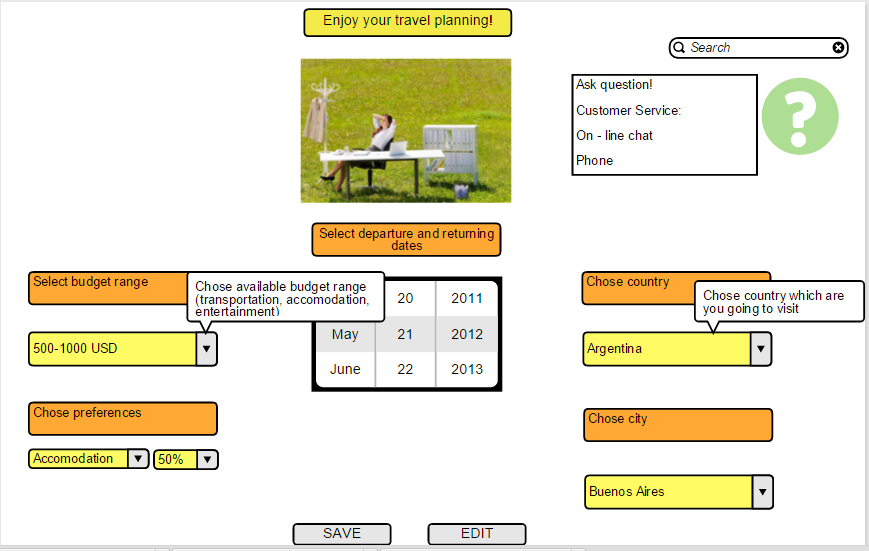 Enjoy your travel planning!
Search
Ask question!
Customer Service:
On - line chat
Phone
Select departure and returning
dates
Select budget range
Chose available budget range
(transportation, accomodation,
entertainment)
500-1000 USD
20 2011
May 21 2012
June 22 2013
Chose country
Chose country which are
you going to visit
Argentina
Chose preferences
Accomodation 50%
Chose city
Buenos Aires
SAVE EDIT